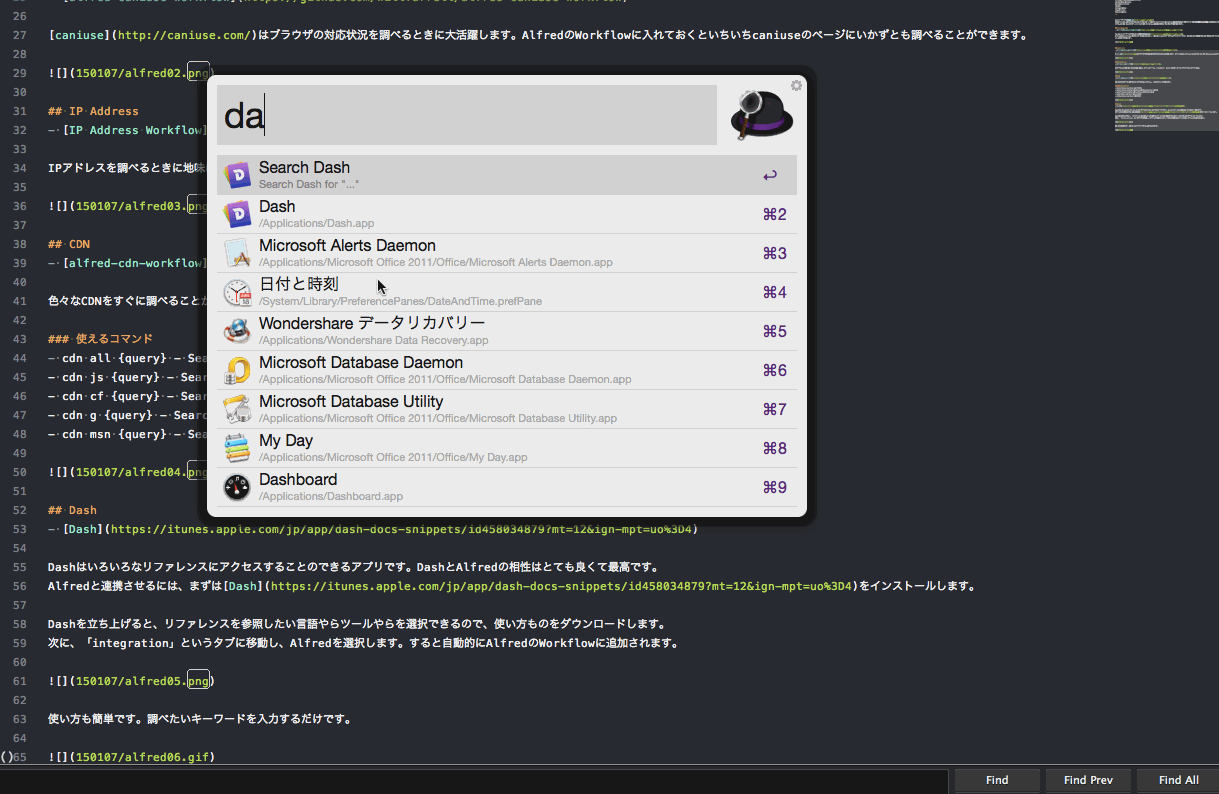 26
27 [caniuse](http://caniuse.com/)はブラウザの対応状況を調べるときに大活躍します。AlfredのWorkflowに入れておくといちいちcaniuseのページにいかずとも調べることができます。
28
29 ![](150107/alfred02.png)
30
31 ## IP Address
32 - [IP Address Workflow]
33
34 IPアドレスを調べるときに地味
35
36 ![](150107/alfred03.png
37
38 ## CDN
39 - [alfred-cdn-workflow]
40
41 色々なCDNをすぐに調べることか
42
43 ### 使えるコマンド
44 - cdn all {query} - Sea
45 - cdn js {query} - Sear
46 - cdn cf {query} - Sear
47 - cdn g {query} - Searc
48 - cdn msn {query} - Sea
49
50 ![](150107/alfred04.png
51
52 ## Dash
53 - [Dash](https://itunes.apple.com/jp/app/dash-docs-snippets/id458034879?mt=12&ign-mpt=uo%3D4)
54
55 Dashはいろいろなリファレンスにアクセスすることのできるアプリです。DashとAlfredの相性はとても良くて最高です。
56 Alfredと連携させるには、まずは[Dash](https://itunes.apple.com/jp/app/dash-docs-snippets/id458034879?mt=12&ign-mpt=uo%3D4)をインストールします。
57
58 Dashを立ち上げると、リファレンスを参照したい言語やらツールやらを選択できるので、使い方ものをダウンロードします。
59 次に、「integration」というタブに移動し、Alfredを選択します。すると自動的にAlfredのWorkflowに追加されます。
60
61 ![](150107/alfred05.png)
62
63 使い方も簡単です。調べたいキーワードを入力するだけです。
64
()65 ![](150107/alfred06.gif)
da
Search Dash
Search Dash for "..."
Dash ⌘2
/Applications/Dash.app
Microsoft Alerts Daemon ⌘3
/Applications/Microsoft Office 2011/Office/Microsoft Alerts Daemon.app
日付と時刻 ⌘4
/System/Library/PreferencePanes/DateAndTime.prefPane
Wondershare データリカバリー ⌘5
/Applications/Wondershare Data Recovery.app
Microsoft Database Daemon ⌘6
/Applications/Microsoft Office 2011/Office/Microsoft Database Daemon.app
Microsoft Database Utility ⌘7
/Applications/Microsoft Office 2011/Office/Microsoft Database Utility.app
My Day ⌘8
/Applications/Microsoft Office 2011/Office/My Day.app
Dashboard ⌘9
/Applications/Dashboard.app
Find Find Prev Find All